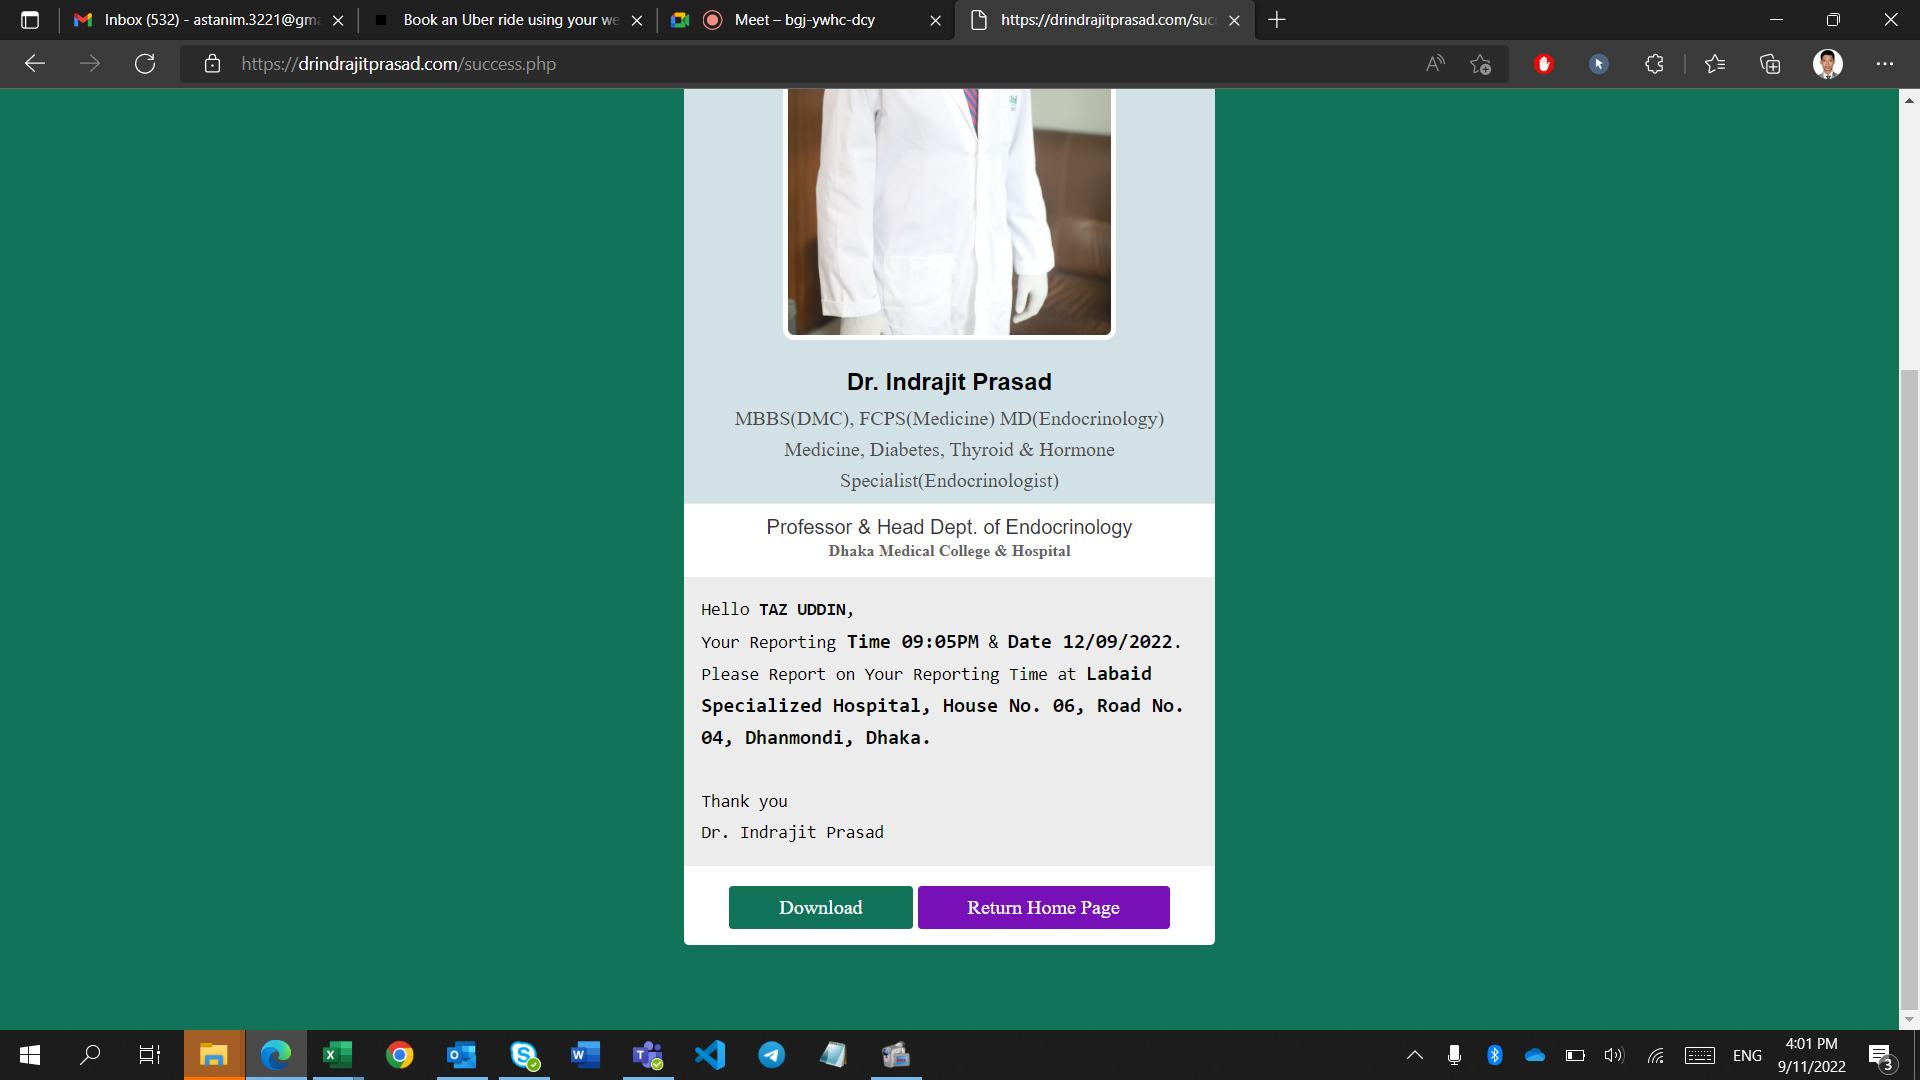 Inbox (532) - astanim.3221@gm
Book an Uber ride using your we
Meet – bgj-ywhc-dcy
https://drindrajitprasad.com/suc
https://drindrajitprasad.com/success.php
Dr. Indrajit Prasad
MBBS(DMC), FCPS(Medicine) MD(Endocrinology)
Medicine, Diabetes, Thyroid & Hormone
Specialist(Endocrinologist)
Professor & Head Dept. of Endocrinology
Dhaka Medical College & Hospital
Hello TAZ UDDIN,
Your Reporting Time 09:05PM & Date 12/09/2022.
Please Report on Your Reporting Time at Labaid
Specialized Hospital, House No. 06, Road No.
04, Dhanmondi, Dhaka.
Thank you
Dr. Indrajit Prasad
Download
Return Home Page
ENG
4:01 PM
9/11/2022
3